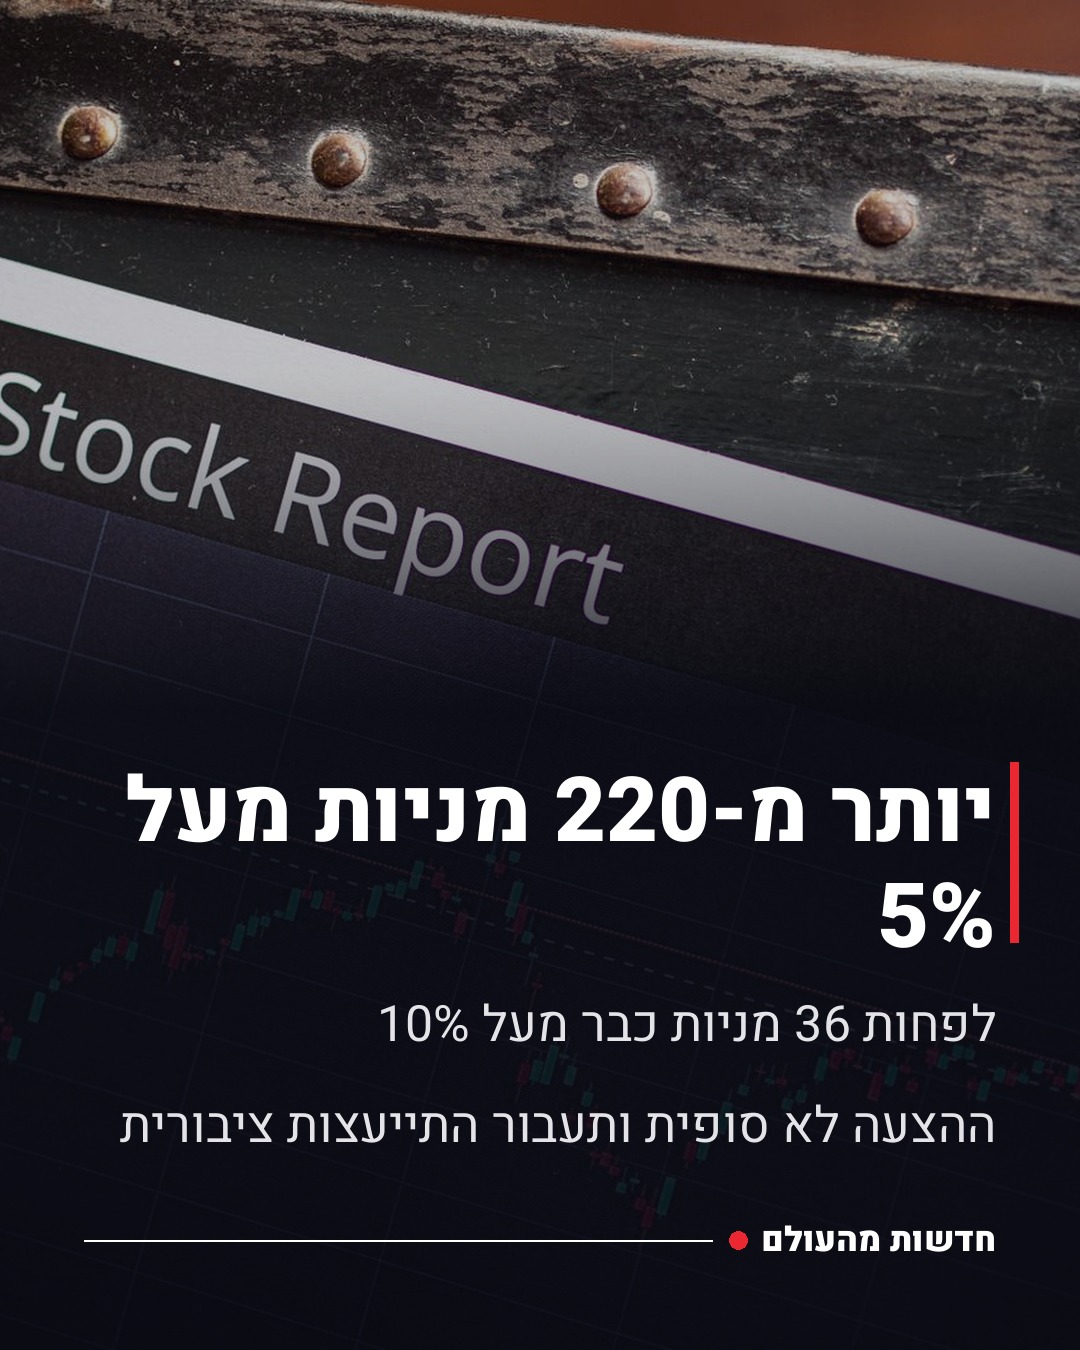 Stock Report
יותר מ-220 מניות מעל
5%
לפחות 36 מניות כבר מעל 10%
ההצעה לא סופית ותעבור התייעצות ציבורית
חדשות מהעולם